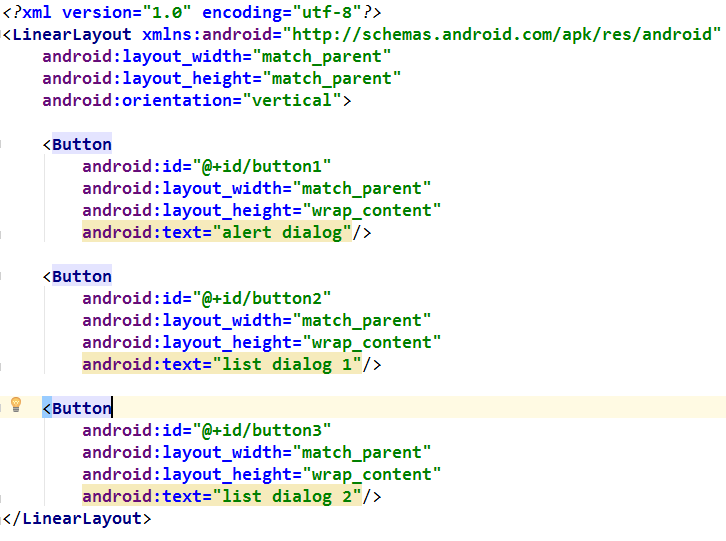 <?xml version="1.0" encoding="utf-8"?>
<LinearLayout xmlns:android="http://schemas.android.com/apk/res/android"
    android:layout_width="match_parent"
    android:layout_height="match_parent"
    android:orientation="vertical">

    <Button
        android:id="@+id/button1"
        android:layout_width="match_parent"
        android:layout_height="wrap_content"
        android:text="alert dialog"/>

    <Button
        android:id="@+id/button2"
        android:layout_width="match_parent"
        android:layout_height="wrap_content"
        android:text="list dialog 1"/>

    <Button
        android:id="@+id/button3"
        android:layout_width="match_parent"
        android:layout_height="wrap_content"
        android:text="list dialog 2"/>
</LinearLayout>